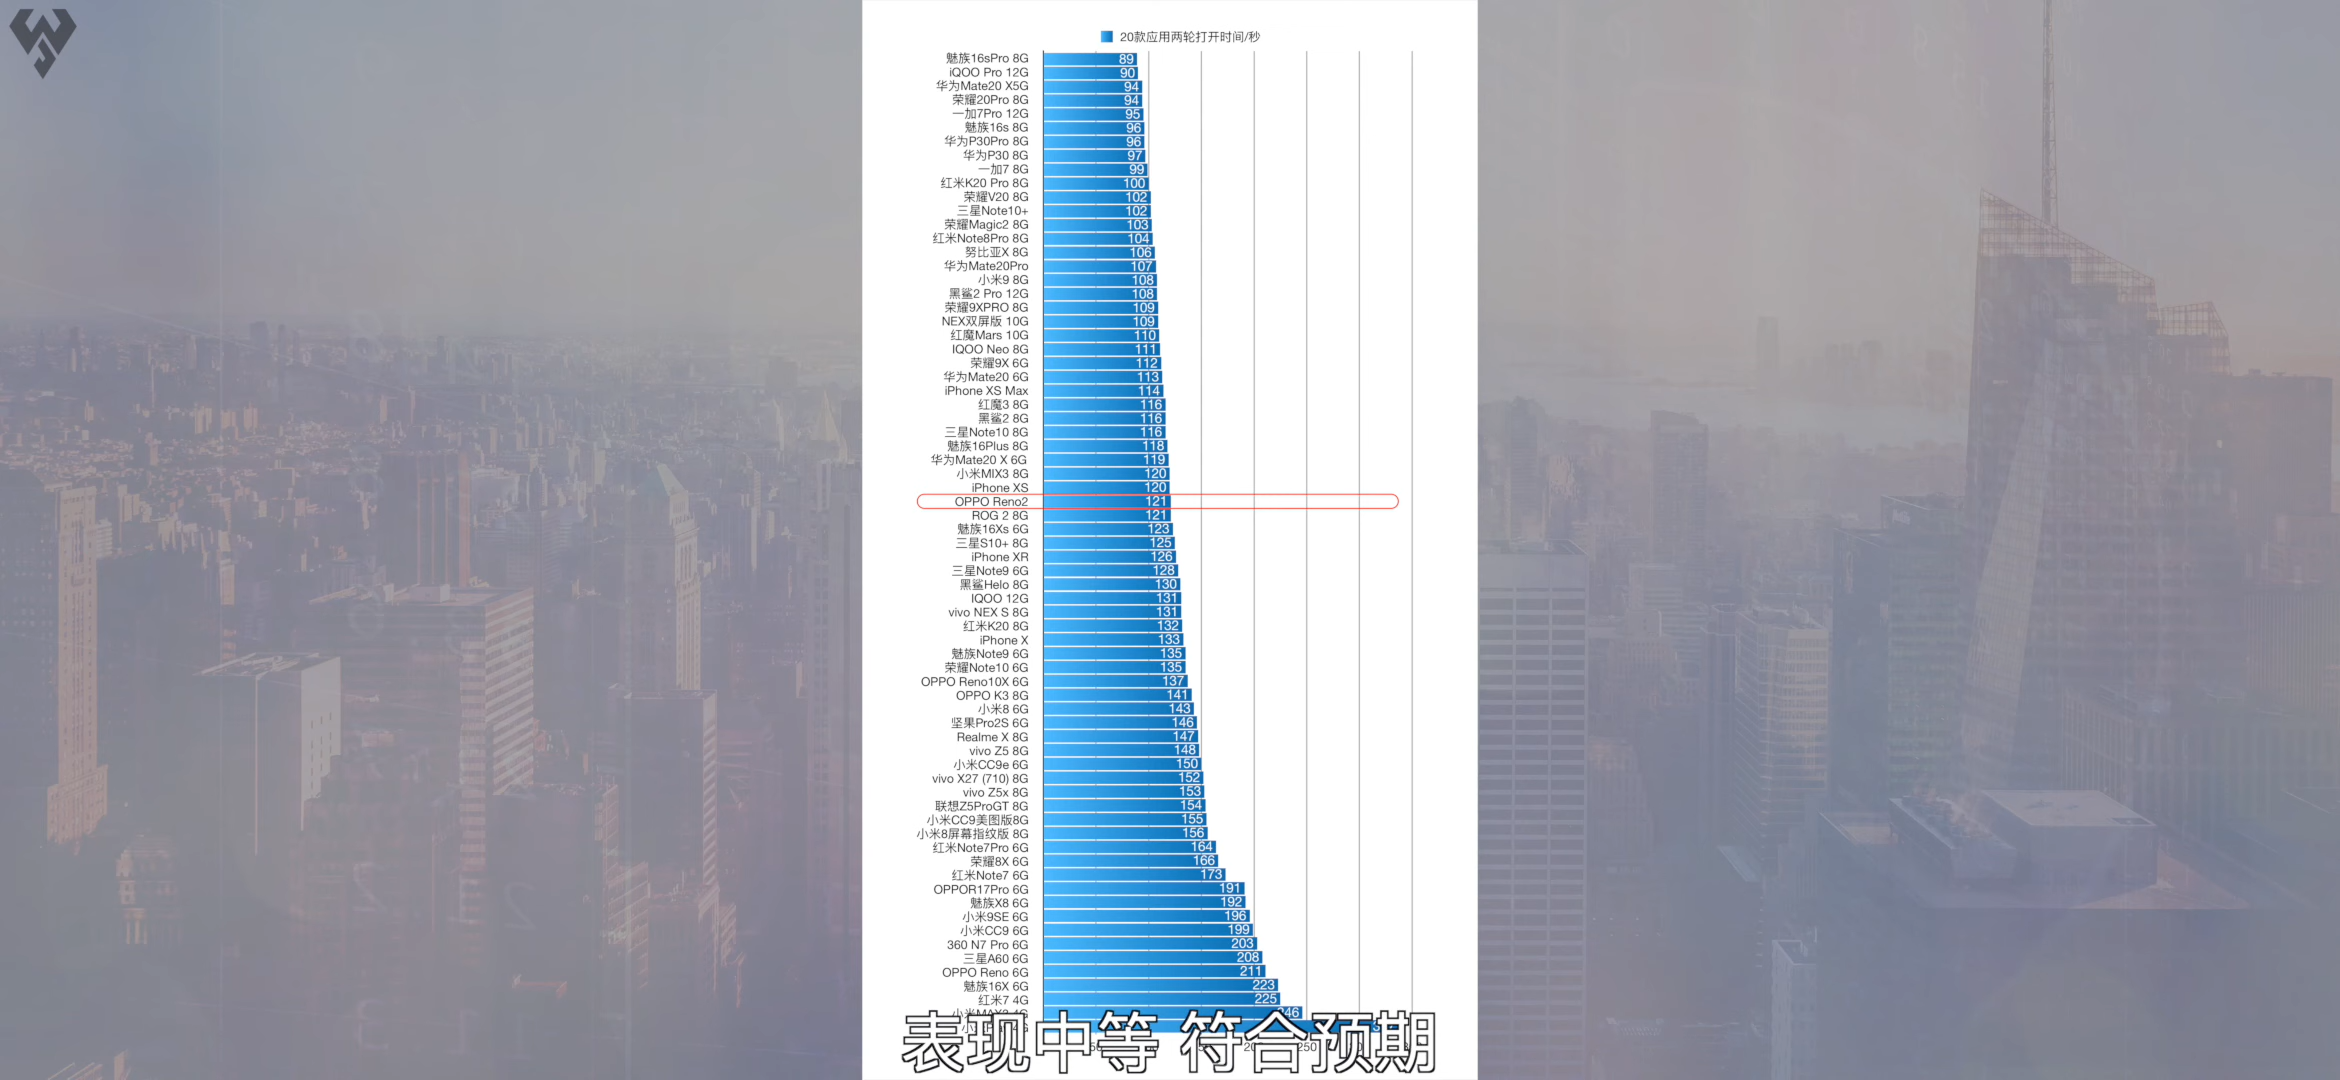 20款应用两轮打开时间/秒
魅族16sPro 8G 89
iQOO Pro 12G 90
华为Mate20 X5G 94
荣耀20Pro 8G 94
一加7Pro 12G 95
魅族16s 8G 96
华为P30Pro 8G 96
华为P30 8G 97
一加7 8G 99
红米K20 Pro 8G 100
荣耀V20 8G 102
三星Note10+ 102
荣耀Magic2 8G 103
红米Note8Pro 8G 104
努比亚X 8G 106
华为Mate20Pro 107
小米9 8G 108
黑鲨2 Pro 12G 108
荣耀9XPRO 8G 109
NEX双屏版 10G 109
红魔Mars 10G 110
IQOO Neo 8G 111
荣耀9X 6G 112
华为Mate20 6G 113
iPhone XS Max 114
红魔3 8G 116
黑鲨2 8G 116
三星Note10 8G 116
魅族16Plus 8G 118
华为Mate20 X 6G 119
小米MIX3 8G 120
iPhone XS 120
OPPO Reno2 121
ROG 2 8G 121
魅族16Xs 6G 123
三星S10+ 8G 125
iPhone XR 126
三星Note9 6G 128
黑鲨Helo 8G 130
IQOO 12G 131
vivo NEX S 8G 131
红米K20 8G 132
iPhone X 133
魅族Note9 6G 135
荣耀Note10 6G 135
OPPO Reno10X 6G 137
OPPO K3 8G 141
小米8 6G 143
坚果Pro2S 6G 146
Realme X 8G 147
vivo Z5 8G 148
小米CC9e 6G 150
vivo X27 (710) 8G 152
vivo Z5x 8G 153
联想Z5ProGT 8G 154
小米CC9美图版8G 155
小米8屏幕指纹版 8G 156
红米Note7Pro 6G 164
荣耀8X 6G 166
红米Note7 6G 173
OPPOR17Pro 6G 191
魅族X8 6G 192
小米9SE 6G 196
小米CC9 6G 199
360 N7 Pro 6G 203
三星A60 6G 208
OPPO Reno 6G 211
魅族16X 6G 223
红米7 4G 225
表现中等 符合预期